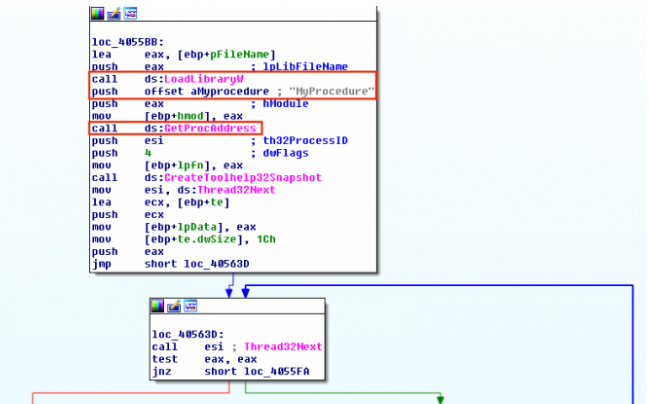 loc_4055BB:
lea eax, [ebp+pFileName]
push eax ; lpLibFileName
call ds:LoadLibraryW
push offset aMyprocedure ; "MyProcedure"
push eax ; hModule
mov [ebp+hmod], eax
call ds:GetProcAddress
push esi ; th32ProcessID
push 4 ; dwFlags
mov [ebp+lpfn], eax
call ds:CreateToolhelp32Snapshot
mov esi, ds:Thread32Next
lea ecx, [ebp+te]
push ecx
mov [ebp+lpData], eax
mov [ebp+te.dwSize], 1Ch
push eax
jmp short loc_40563D
loc_40563D:
call esi ; Thread32Next
test eax, eax
jnz short loc_4055FA